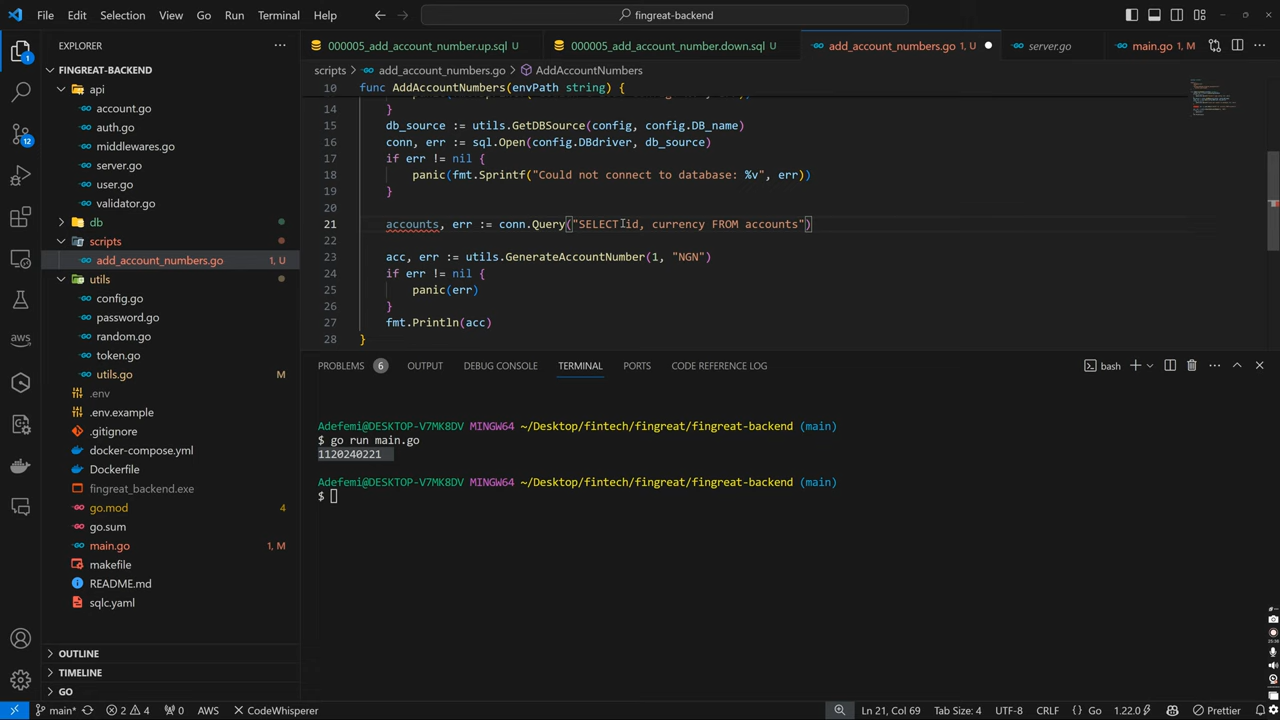 File Edit Selection View Go Run Terminal Help
fingreat-backend
EXPLORER
000005_add_account_number.up.sql U
000005_add_account_number.down.sql U
add_account_numbers.go 1, U
server.go
main.go 1, M
FINGREAT-BACKEND
scripts > add_account_numbers.go > AddAccountNumbers
api
10 func AddAccountNumbers(envPath string) {
account.go
14 }
auth.go
15 db_source := utils.GetDBSource(config, config.DB_name)
middlewares.go
16 conn, err := sql.Open(config.DBdriver, db_source)
server.go
17 if err != nil {
user.go
18 panic(fmt.Sprintf("Could not connect to database: %v", err))
validator.go
19 }
db
20
21 accounts, err := conn.Query("SELECT id, currency FROM accounts")
scripts
22
add_account_numbers.go 1, U
23 acc, err := utils.GenerateAccountNumber(1, "NGN")
utils
24 if err != nil {
config.go
25 panic(err)
password.go
26 }
random.go
27 fmt.Println(acc)
token.go
28 }
utils.go M
PROBLEMS 6 OUTPUT DEBUG CONSOLE TERMINAL PORTS CODE REFERENCE LOG
bash
.env
.env.example
.gitignore
Adefemi@DESKTOP-V7MK8DV MINGW64 ~/Desktop/fintech/fingreat/fingreat-backend (main)
$ go run main.go
docker-compose.yml
1120240221
Dockerfile
fingreat_backend.exe
Adefemi@DESKTOP-V7MK8DV MINGW64 ~/Desktop/fintech/fingreat/fingreat-backend (main)
$
go.mod 4
go.sum
main.go 1, M
makefile
README.md
sqlc.yaml
OUTLINE
TIMELINE
GO
1
12
main* 2 4 0 AWS CodeWhisperer
Ln 21, Col 69 Tab Size: 4 UTF-8 CRLF {} Go 1.22.0 Prettier